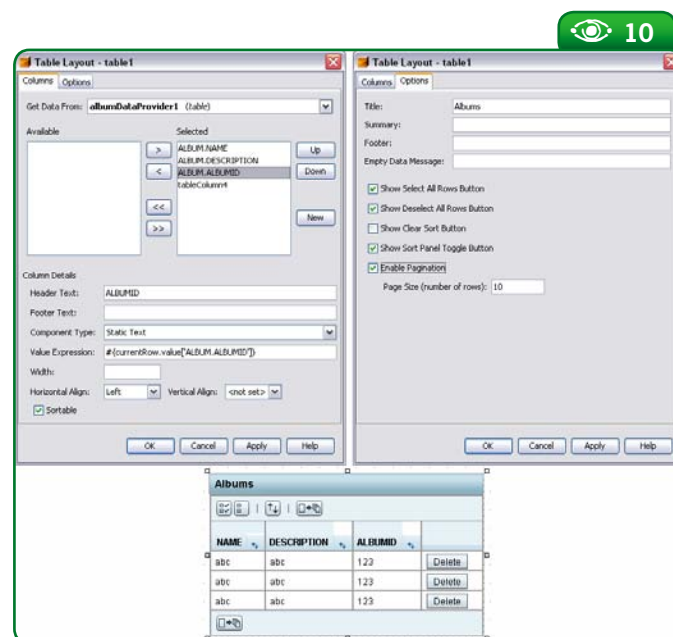 10
Table Layout - table1
Columns Options
Get Data From: albumDataProvider1 (table)
Available
Selected
> 
<
<<
>>
ALBUM.NAME
ALBUM.DESCRIPTION
ALBUM.ALBUMID
tableColumn4
Up
Down
New
Column Details
Header Text: ALBUMID
Footer Text:
Component Type: Static Text
Value Expression: #{currentRow.value['ALBUM.ALBUMID']}
Width:
Horizontal Align: Left Vertical Align: <not set>
Sortable
OK Cancel Apply Help
Table Layout - table1
Columns Options
Title: Albums
Summary:
Footer:
Empty Data Message:
Show Select All Rows Button
Show Deselect All Rows Button
Show Clear Sort Button
Show Sort Panel Toggle Button
Enable Pagination
Page Size (number of rows): 10
OK Cancel Apply Help
Albums
NAME DESCRIPTION ALBUMID
abc abc 123 Delete
abc abc 123 Delete
abc abc 123 Delete